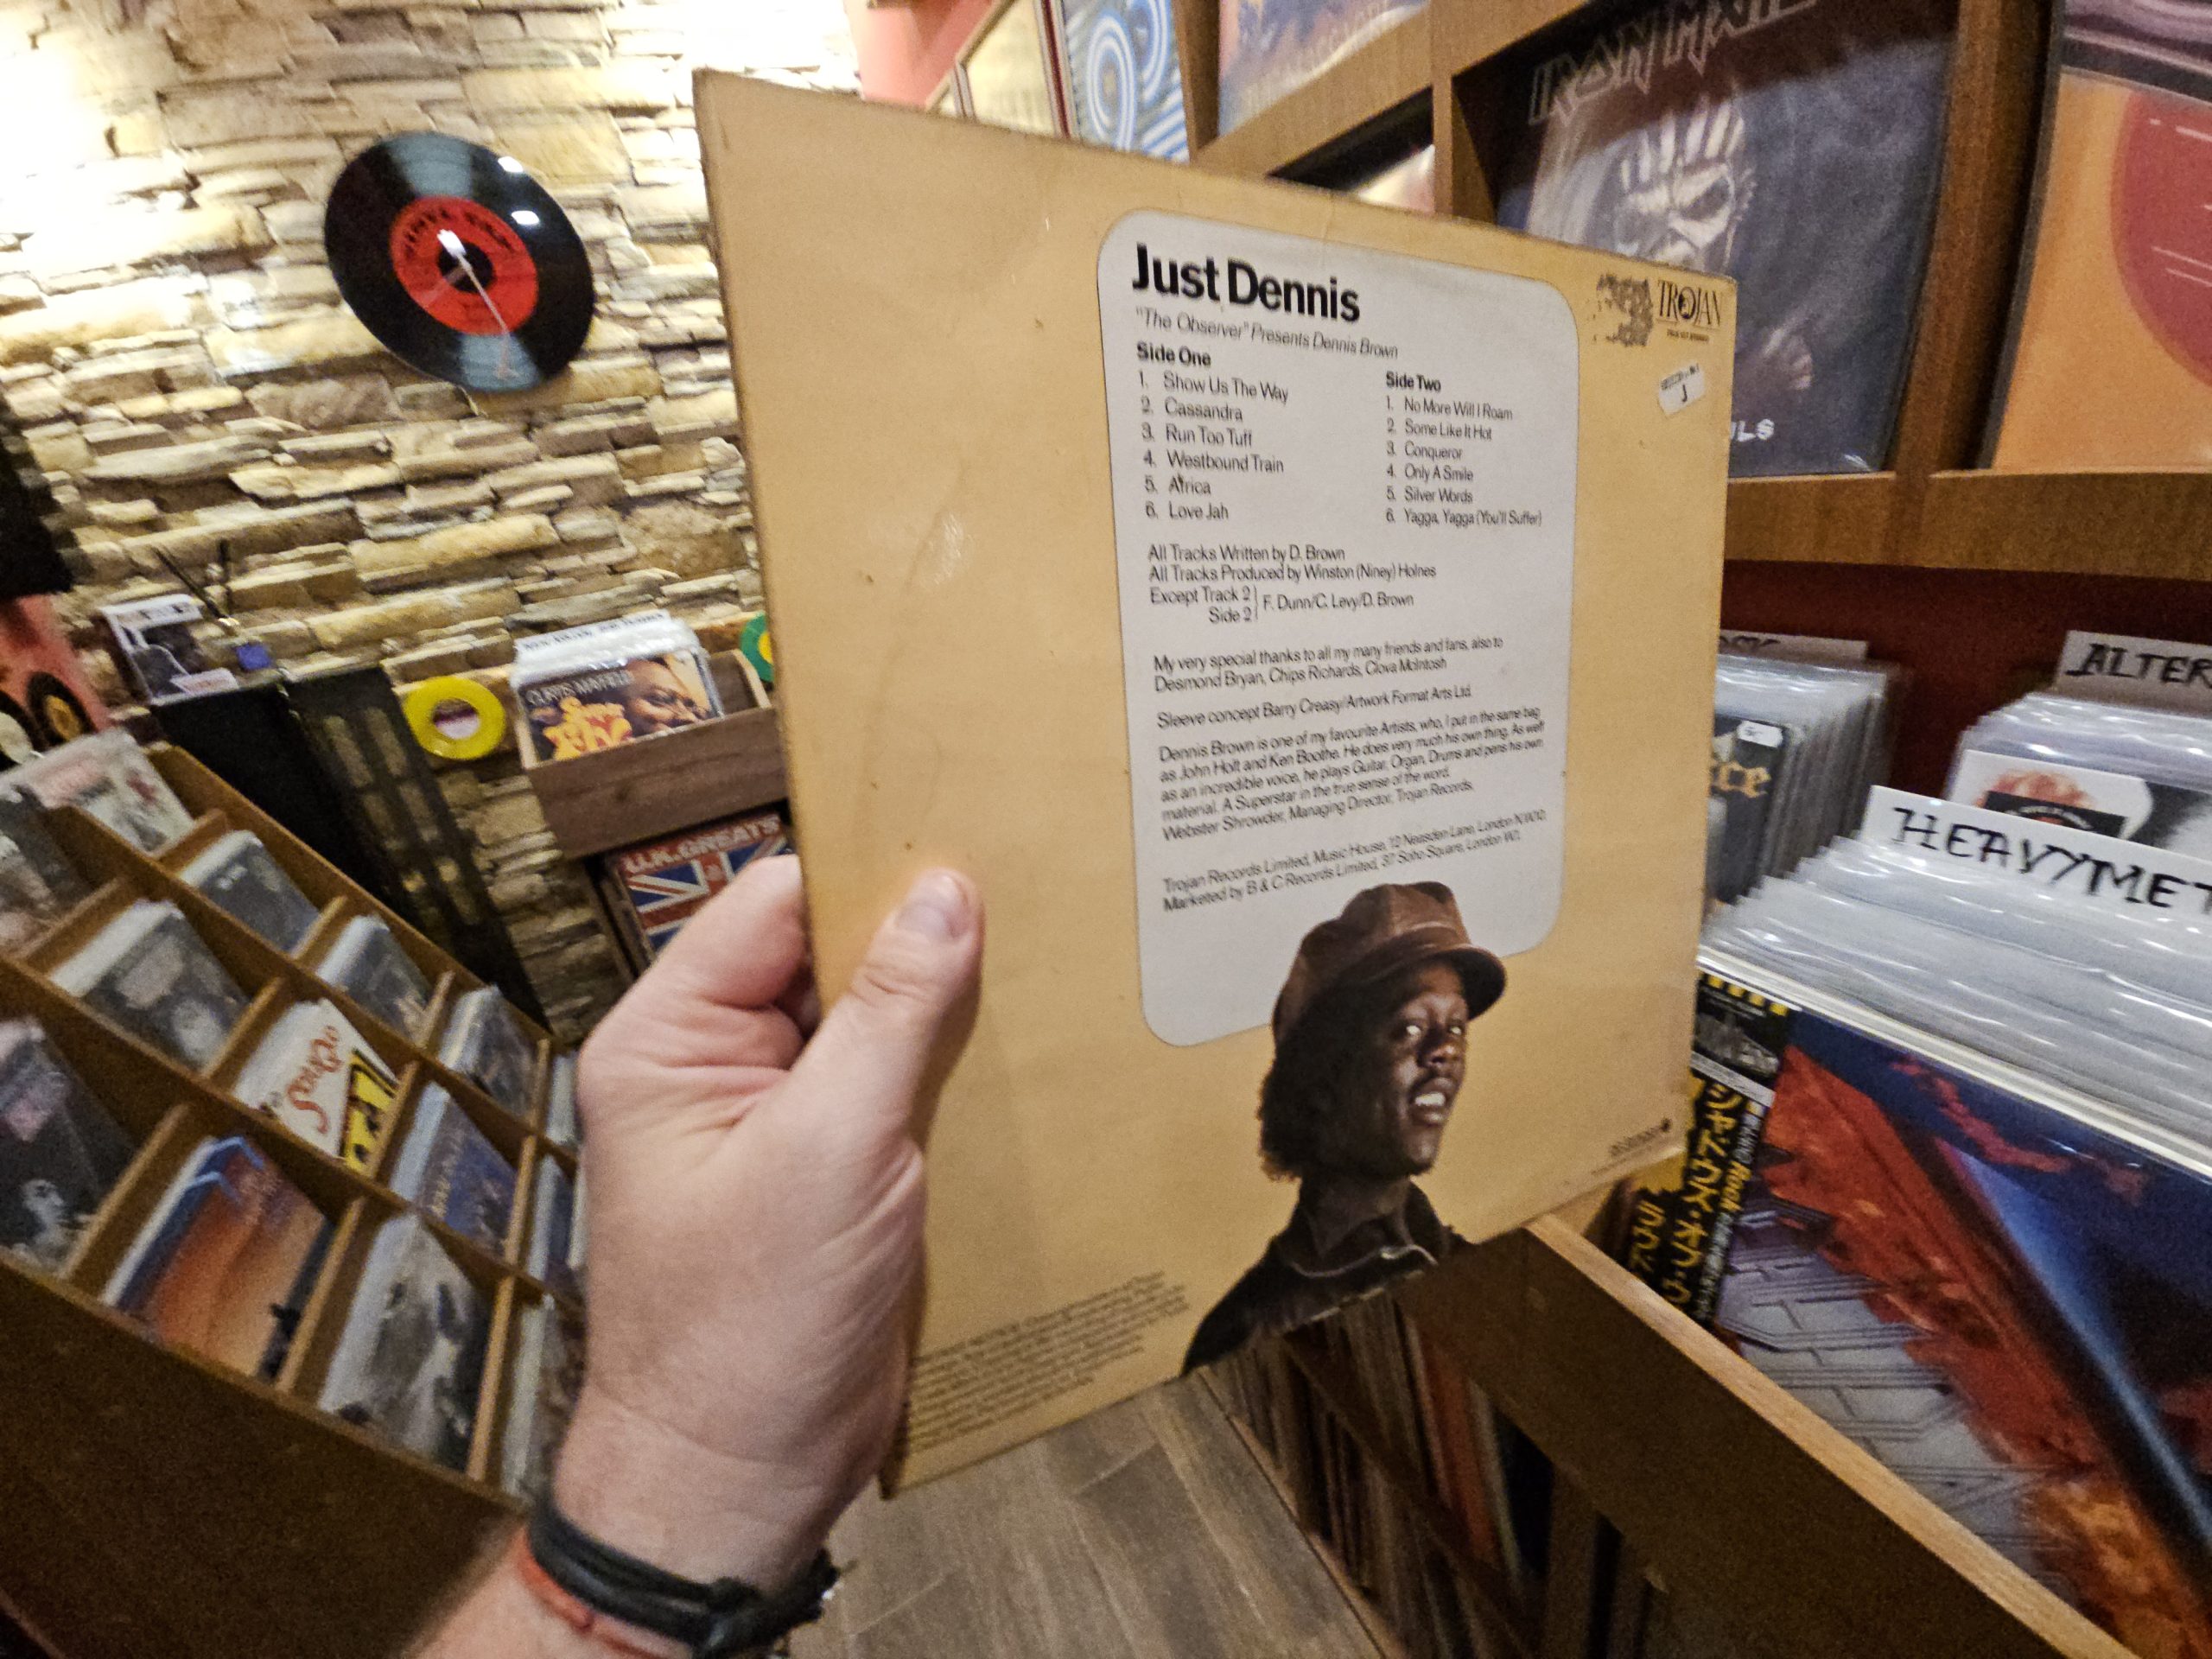 Just Dennis
"The Observer" Presents Dennis Brown
Side One
1. Show Us The Way
2. Cassandra
3. Run Too Tuff
4. Westbound Train
5. Africa
6. Love Jah
Side Two
1. No More Will I Roam
2. Some Like It Hot
3. Conqueror
4. Only A Smile
5. Silver Words
6. Yagga, Yagga (You'll Suffer)
All Tracks Written by D. Brown
All Tracks Produced by Winston (Niney) Holnes
Except Track 2
Side 2
F. Dunn/C. Levy/D. Brown
My very special thanks to all my many friends and fans, also to
Desmond Bryan, Chips Richards, Clova McIntosh
Sleeve concept Barry Creasy/Artwork Format Arts Ltd.
Dennis Brown is one of my favourite Artists, who, I put in the same bag
as John Holt and Ken Boothe. He does very much his own thing. As well
as an incredible voice, he plays Guitar, Organ, Drums and pens his own
material. A Superstar in the true sense of the word.
Webster Shrowder, Managing Director, Trojan Records.
Trojan Records Limited, Music House, 12 Neasden Lane, London N.W.10.
Marketed by B & C Records Limited, 37 Soho Square, London W1.
TROJAN
J
IRON MAIDEN
ULS
ALTER
HEAVY MET
CURTIS MAYFIELD
U.K. GREATS